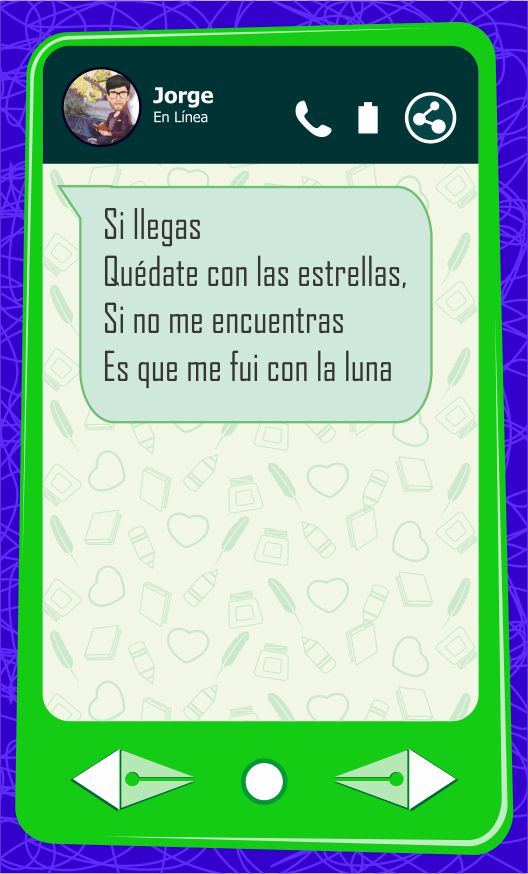 Jorge
En Línea
Si llegas
Quédate con las estrellas,
Si no me encuentras
Es que me fui con la luna